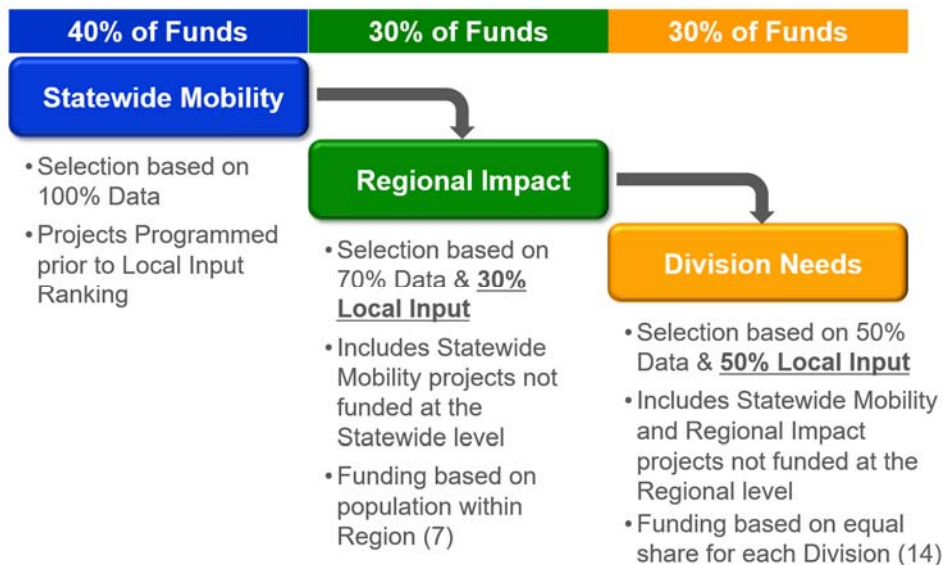 40% of Funds
30% of Funds
30% of Funds
Statewide Mobility
• Selection based on
100% Data
• Projects Programmed
prior to Local Input
Ranking
Regional Impact
• Selection based on
70% Data & 30%
Local Input
• Includes Statewide
Mobility projects not
funded at the
Statewide level
• Funding based on
population within
Region (7)
Division Needs
• Selection based on 50%
Data & 50% Local Input
• Includes Statewide Mobility
and Regional Impact
projects not funded at the
Regional level
• Funding based on equal
share for each Division (14)